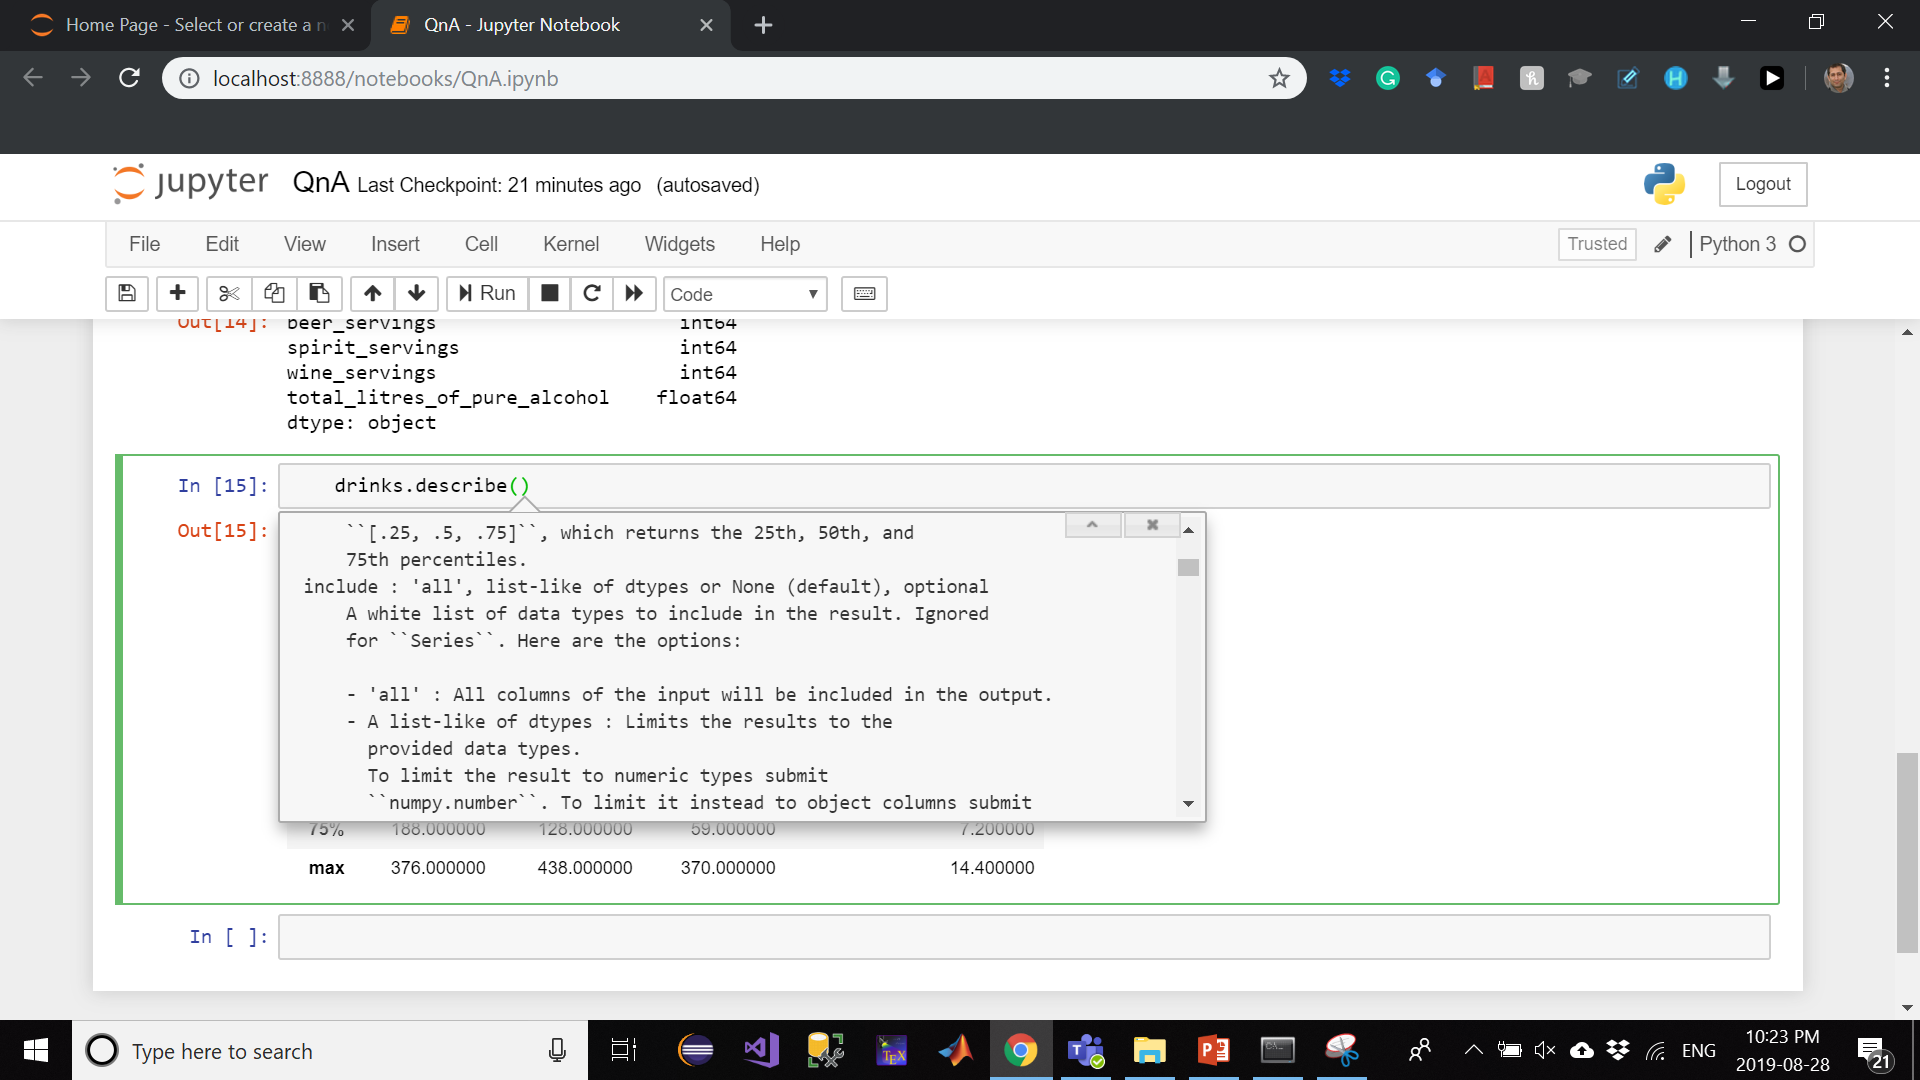 Home Page - Select or create a n
QnA - Jupyter Notebook
localhost:8888/notebooks/QnA.ipynb
jupyter QnA Last Checkpoint: 21 minutes ago (autosaved)
Logout
File Edit View Insert Cell Kernel Widgets Help
Trusted Python 3
Run Code
Out[14]: beer_servings int64
spirit_servings int64
wine_servings int64
total_litres_of_pure_alcohol float64
dtype: object
In [15]: drinks.describe()
Out[15]:
``[.25, .5, .75]``, which returns the 25th, 50th, and
75th percentiles.
include : 'all', list-like of dtypes or None (default), optional
A white list of data types to include in the result. Ignored
for ``Series``. Here are the options:
- 'all' : All columns of the input will be included in the output.
- A list-like of dtypes : Limits the results to the
provided data types.
To limit the result to numeric types submit
``numpy.number``. To limit it instead to object columns submit
75% 188.000000 128.000000 59.000000 7.200000
max 376.000000 438.000000 370.000000 14.400000
In [ ]:
Type here to search
ENG
10:23 PM
2019-08-28
21